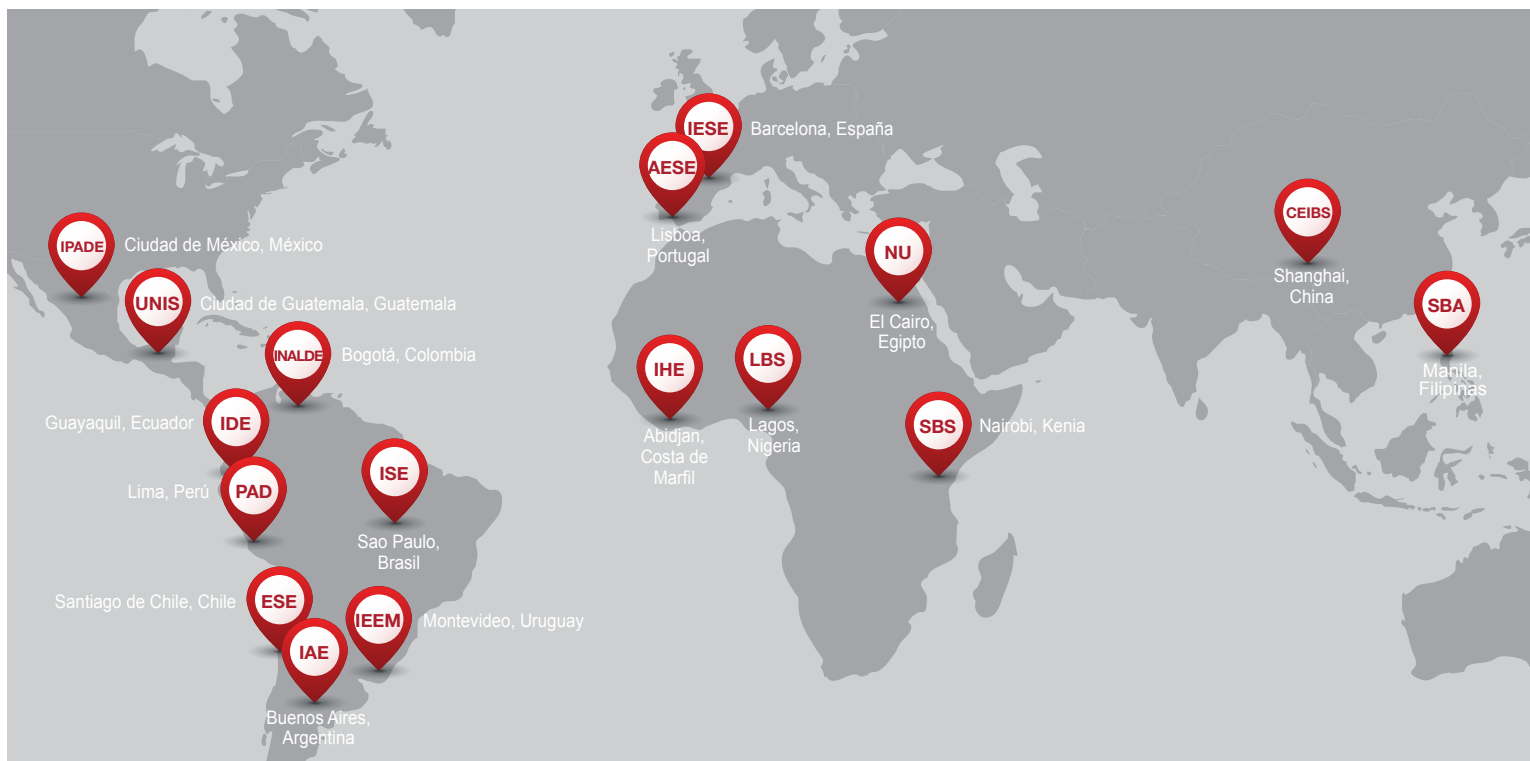 IESE
Barcelona, España
AESE
Lisboa,
Portugal
IPADE
Ciudad de México, México
UNIS
Ciudad de Guatemala, Guatemala
INALDE
Bogotá, Colombia
IDE
Guayaquil, Ecuador
PAD
Lima, Perú
ISE
Sao Paulo,
Brasil
ESE
Santiago de Chile, Chile
IEEM
Montevideo, Uruguay
IAE
Buenos Aires,
Argentina
NU
El Cairo,
Egipto
IHE
Abidjan,
Costa de
Marfil
LBS
Lagos,
Nigeria
SBS
Nairobi, Kenia
CEIBS
Shanghai,
China
SBA
Manila,
Filipinas